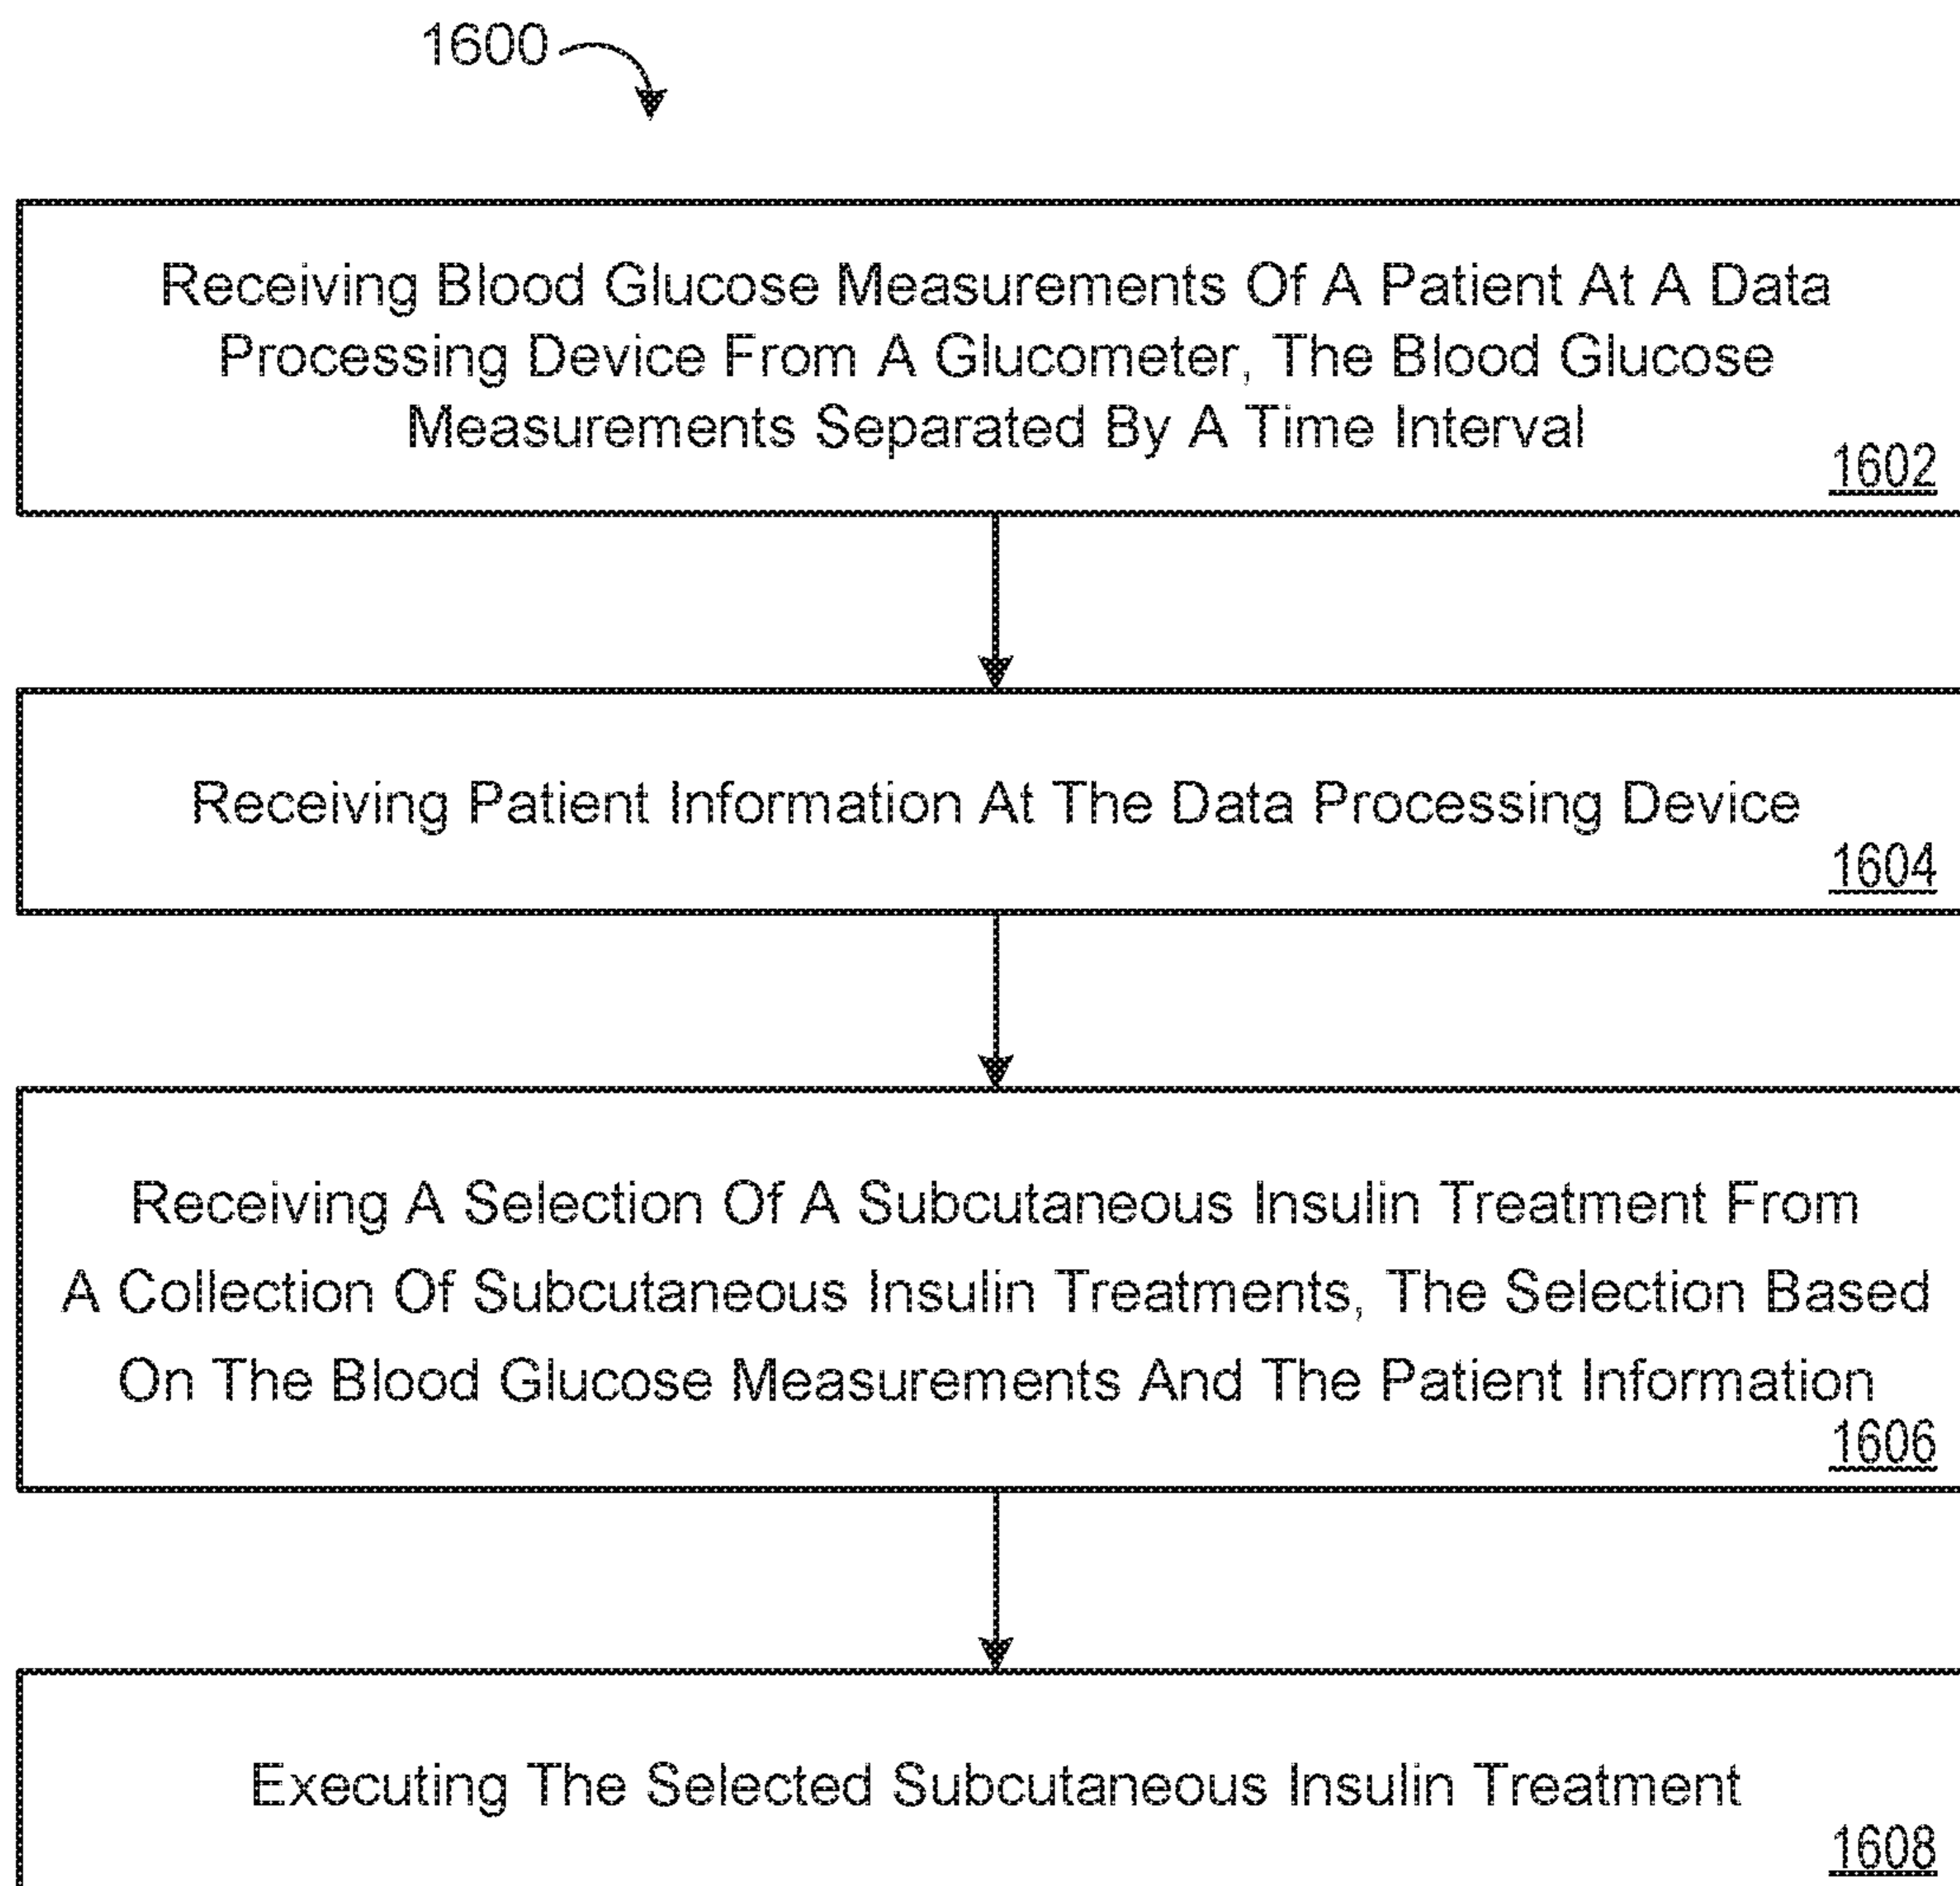 1600
Receiving Blood Glucose Measurements Of A Patient At A Data
Processing Device From A Glucometer, The Blood Glucose
Measurements Separated By A Time Interval
1602
Receiving Patient Information At The Data Processing Device
1604
Receiving A Selection Of A Subcutaneous Insulin Treatment From
A Collection Of Subcutaneous Insulin Treatments, The Selection Based
On The Blood Glucose Measurements And The Patient Information
1606
Executing The Selected Subcutaneous Insulin Treatment
1608